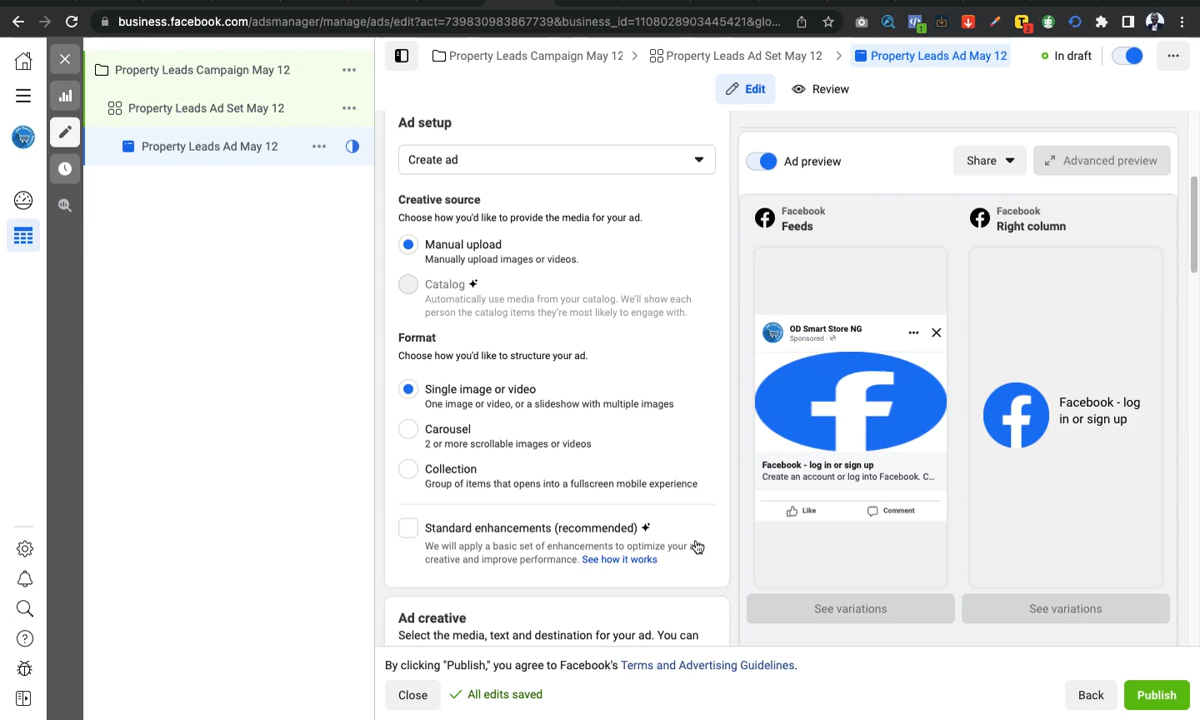 business.facebook.com/adsmanager/manage/ads/edit?act=739830983867739&business_id=1108028903445421&glo...
1
2
Property Leads Campaign May 12
Property Leads Ad Set May 12
Property Leads Ad May 12
Property Leads Campaign May 12 > Property Leads Ad Set May 12 > Property Leads Ad May 12
In draft
Edit
Review
Ad setup
Create ad
Creative source
Choose how you'd like to provide the media for your ad.
Manual upload
Manually upload images or videos.
Catalog
Automatically use media from your catalog. We'll show each
person the catalog items they're most likely to engage with.
Format
Choose how you'd like to structure your ad.
Single image or video
One image or video, or a slideshow with multiple images
Carousel
2 or more scrollable images or videos
Collection
Group of items that opens into a fullscreen mobile experience
Standard enhancements (recommended)
We will apply a basic set of enhancements to optimize your
creative and improve performance. See how it works
Ad creative
Select the media, text and destination for your ad. You can
Ad preview
Share
Advanced preview
Facebook
Feeds
OD Smart Store NG
Sponsored
Facebook - log in or sign up
Create an account or log into Facebook. C...
Like
Comment
See variations
Facebook
Right column
Facebook - log
in or sign up
See variations
By clicking "Publish," you agree to Facebook's Terms and Advertising Guidelines.
Close
All edits saved
Back
Publish